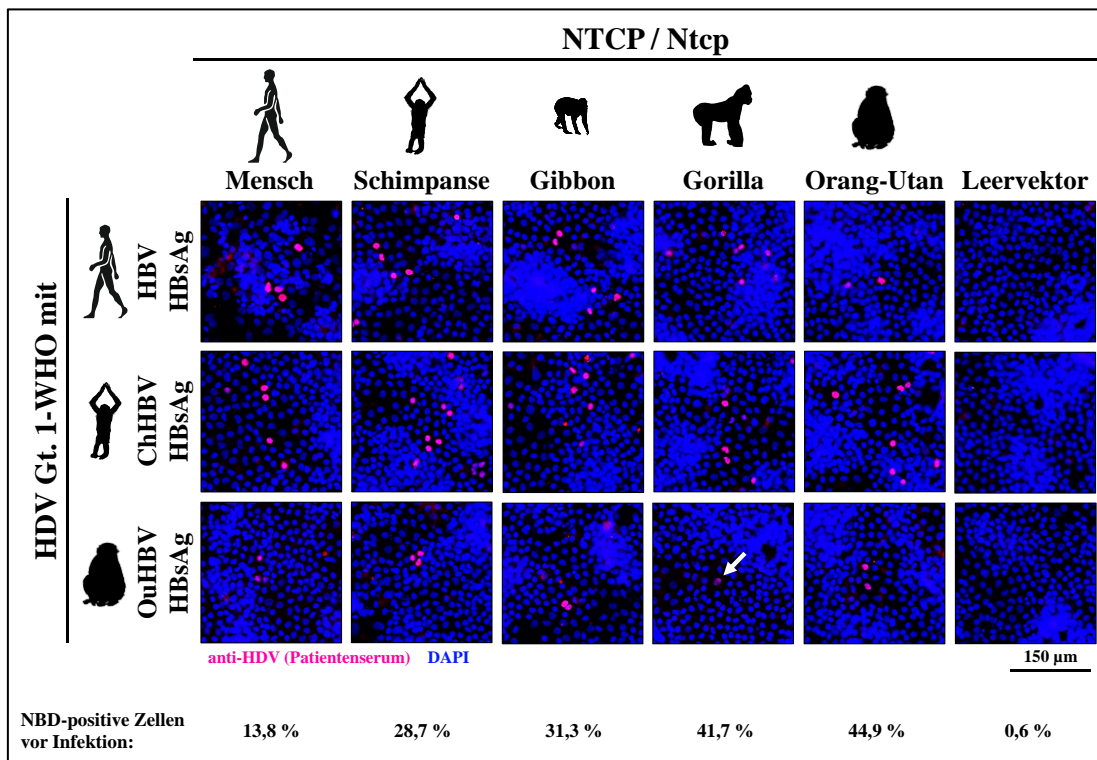 NTCP / Ntcp
Mensch Schimpanse Gibbon Gorilla Orang-Utan Leervektor
HDV Gt. 1-WHO mit
HBV
HBsAg
ChHBV
HBsAg
OuHBV
HBsAg
anti-HDV (Patientenserum) DAPI
150 µm
NBD-positive Zellen
vor Infektion:
13,8 % 28,7 % 31,3 % 41,7 % 44,9 % 0,6 %